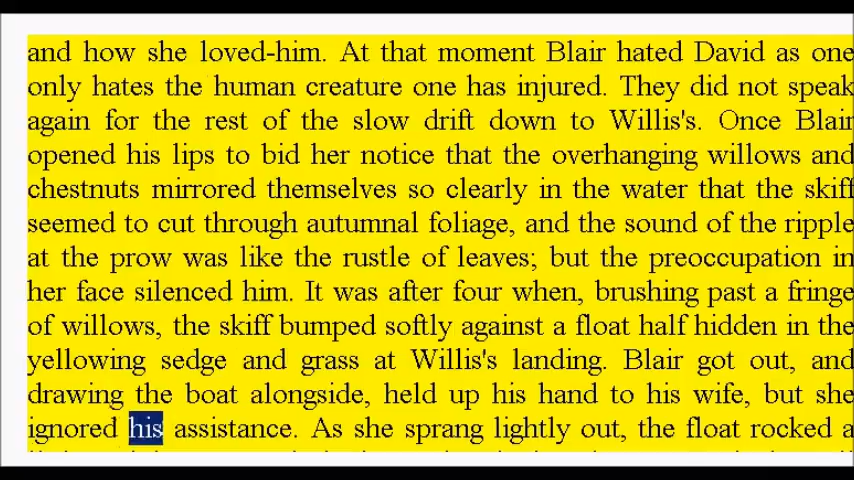 and how she loved-him. At that moment Blair hated David as one
only hates the human creature one has injured. They did not speak
again for the rest of the slow drift down to Willis's. Once Blair
opened his lips to bid her notice that the overhanging willows and
chestnuts mirrored themselves so clearly in the water that the skiff
seemed to cut through autumnal foliage, and the sound of the ripple
at the prow was like the rustle of leaves; but the preoccupation in
her face silenced him. It was after four when, brushing past a fringe
of willows, the skiff bumped softly against a float half hidden in the
yellowing sedge and grass at Willis's landing. Blair got out, and
drawing the boat alongside, held up his hand to his wife, but she
ignored his assistance. As she sprang lightly out, the float rocked a